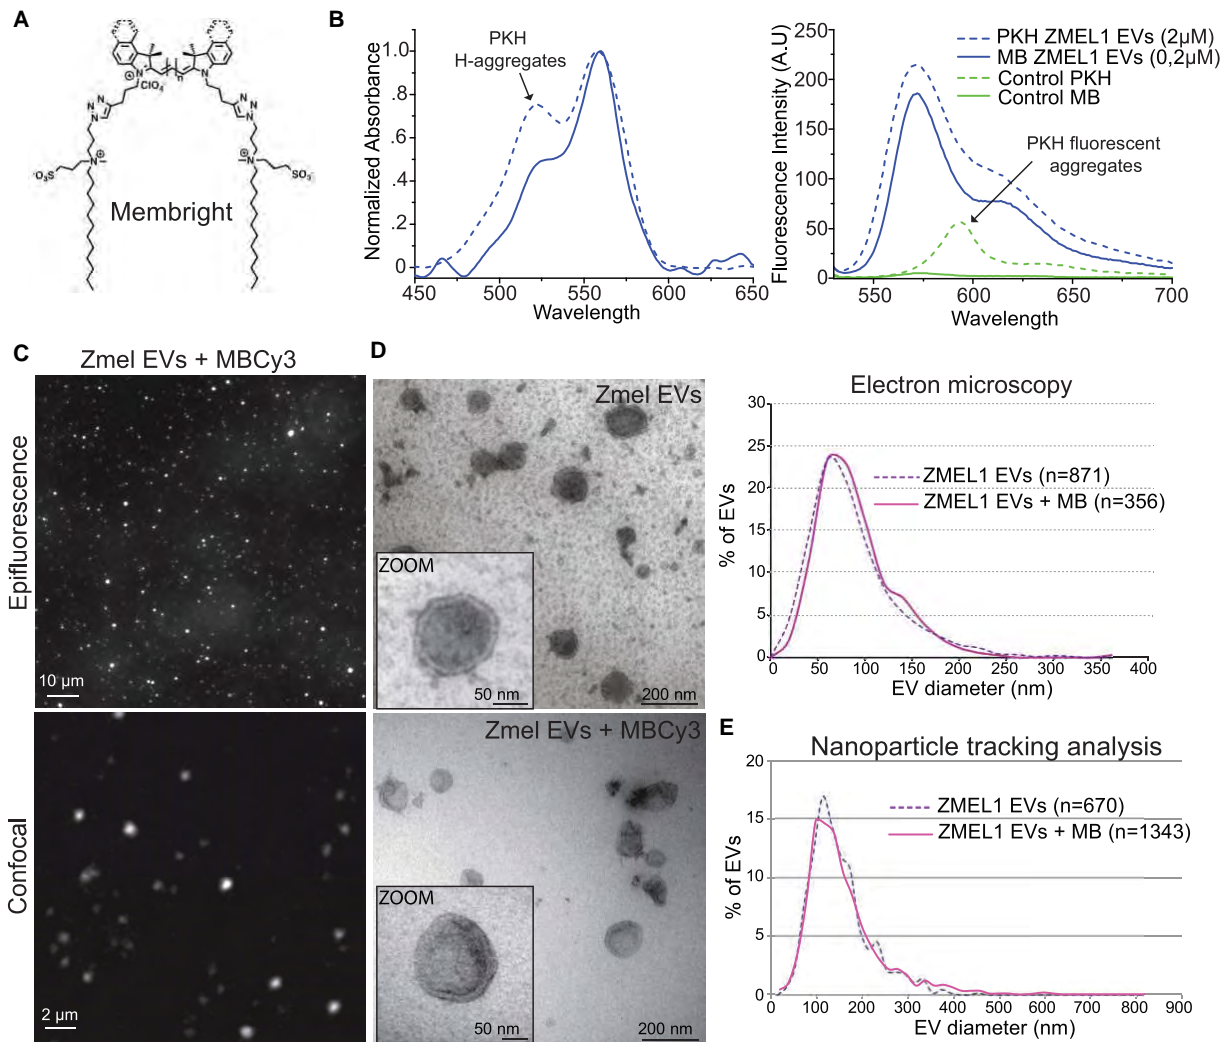 A
N
N
N
N
N
N
N
N
⊕
ClO4-
n
⊕
⊕
-O3S
SO3-
Membright
B
PKH
H-aggregates
Normalized Absorbance
1.0
.8
.6
.4
.2
0
450
500
550
600
650
Wavelength
Fluorescence Intensity (A.U)
250
200
150
100
50
0
550
600
650
700
Wavelength
PKH ZMEL1 EVs (2µM)
MB ZMEL1 EVs (0,2µM)
Control PKH
Control MB
PKH fluorescent
aggregates
C
Zmel EVs + MBCy3
Epifluorescence
10 µm
Confocal
2 µm
D
Zmel EVs
ZOOM
50 nm
200 nm
Zmel EVs + MBCy3
ZOOM
50 nm
200 nm
Electron microscopy
% of EVs
30
25
20
15
10
5
0
0
50
100
150
200
250
300
350
400
EV diameter (nm)
ZMEL1 EVs (n=871)
ZMEL1 EVs + MB (n=356)
E
Nanoparticle tracking analysis
% of EVs
20
15
10
5
0
0
100
200
300
400
500
600
700
800
900
EV diameter (nm)
ZMEL1 EVs (n=670)
ZMEL1 EVs + MB (n=1343)